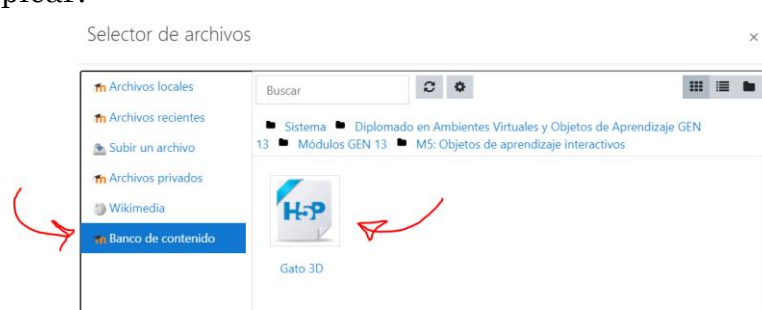 Selector de archivos
×
Archivos locales
Archivos recientes
Subir un archivo
Archivos privados
Wikimedia
Banco de contenido
Buscar
Sistema Diplomado en Ambientes Virtuales y Objetos de Aprendizaje GEN
13 Módulos GEN 13 M5: Objetos de aprendizaje interactivos
H5P
Gato 3D